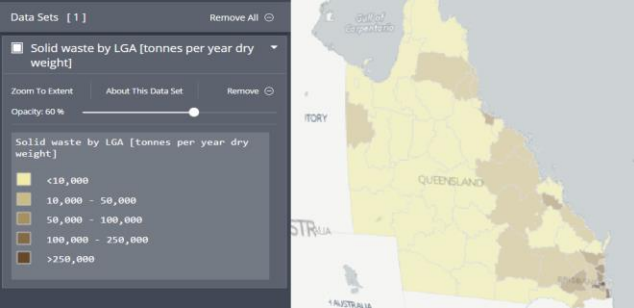 Data Sets [1]
Remove All
Solid waste by LGA [tonnes per year dry
weight]
Zoom To Extent
About This Data Set
Remove
Opacity: 60 %
Solid waste by LGA [tonnes per year dry
weight]
<10,000
10,000 - 50,000
50,000 - 100,000
100,000 - 250,000
>250,000
Gulf of
Carpentaria
TORY
QUEENSLAND
STRALIA
AUSTRALIA